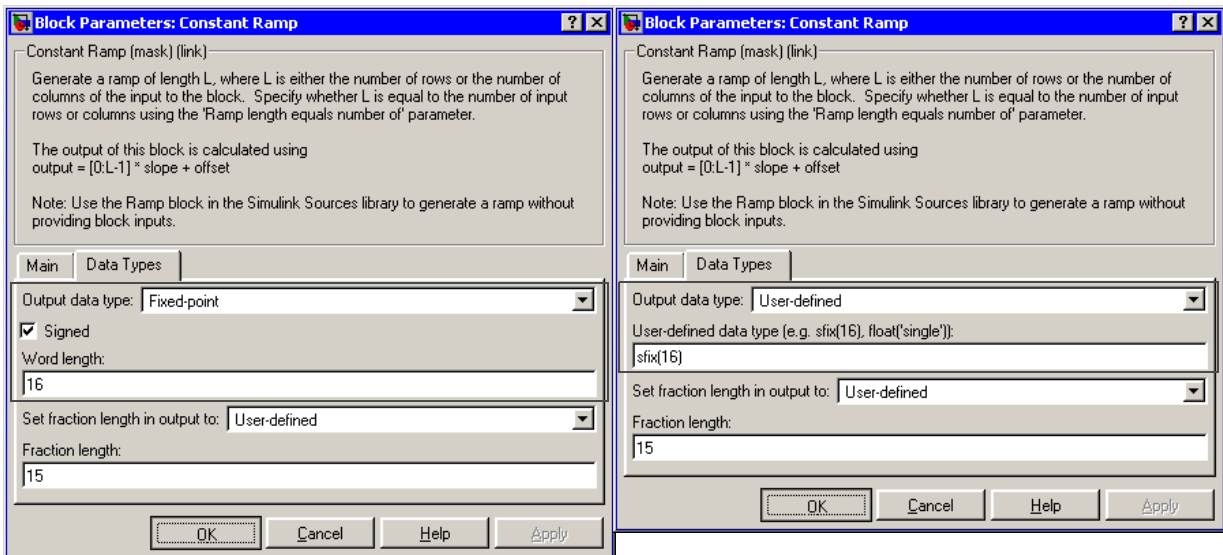 Block Parameters: Constant Ramp
Constant Ramp (mask) (link)
Generate a ramp of length L, where L is either the number of rows or the number of
columns of the input to the block. Specify whether L is equal to the number of input
rows or columns using the 'Ramp length equals number of' parameter.
The output of this block is calculated using
output = [0:L-1] * slope + offset
Note: Use the Ramp block in the Simulink Sources library to generate a ramp without
providing block inputs.
Main Data Types
Output data type: Fixed-point
Signed
Word length:
16
Set fraction length in output to: User-defined
Fraction length:
15
OK Cancel Help Apply
Block Parameters: Constant Ramp
Constant Ramp (mask) (link)
Generate a ramp of length L, where L is either the number of rows or the number of
columns of the input to the block. Specify whether L is equal to the number of input
rows or columns using the 'Ramp length equals number of' parameter.
The output of this block is calculated using
output = [0:L-1] * slope + offset
Note: Use the Ramp block in the Simulink Sources library to generate a ramp without
providing block inputs.
Main Data Types
Output data type: User-defined
User-defined data type (e.g. sfix(16), float('single')):
sfix(16)
Set fraction length in output to: User-defined
Fraction length:
15
OK Cancel Help Apply